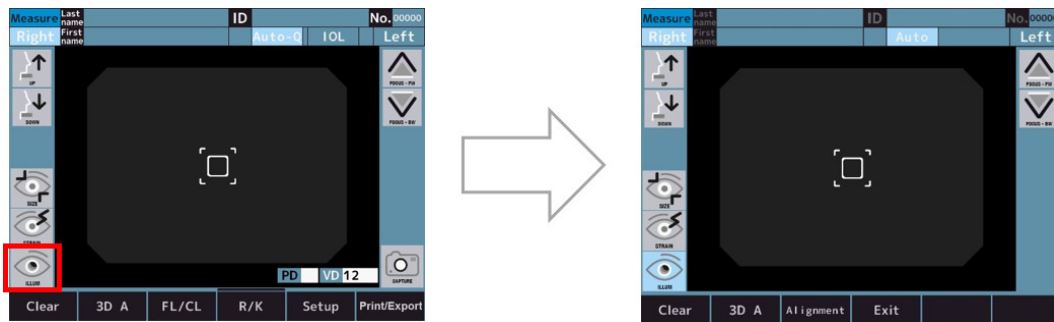 Measure Last name ID No. 00000
Right First name Auto-Q IOL Left
UP
FOCUS - FW
DOWN
FOCUS - BW
SIZE
STRAIN
ILLUM
PD VD 12
CAPTURE
Clear 3D A FL/CL R/K Setup Print/Export
Measure Last name ID No. 00000
Right First name Auto Left
UP
FOCUS - FW
DOWN
FOCUS - BW
SIZE
STRAIN
ILLUM
Clear 3D A Alignment Exit